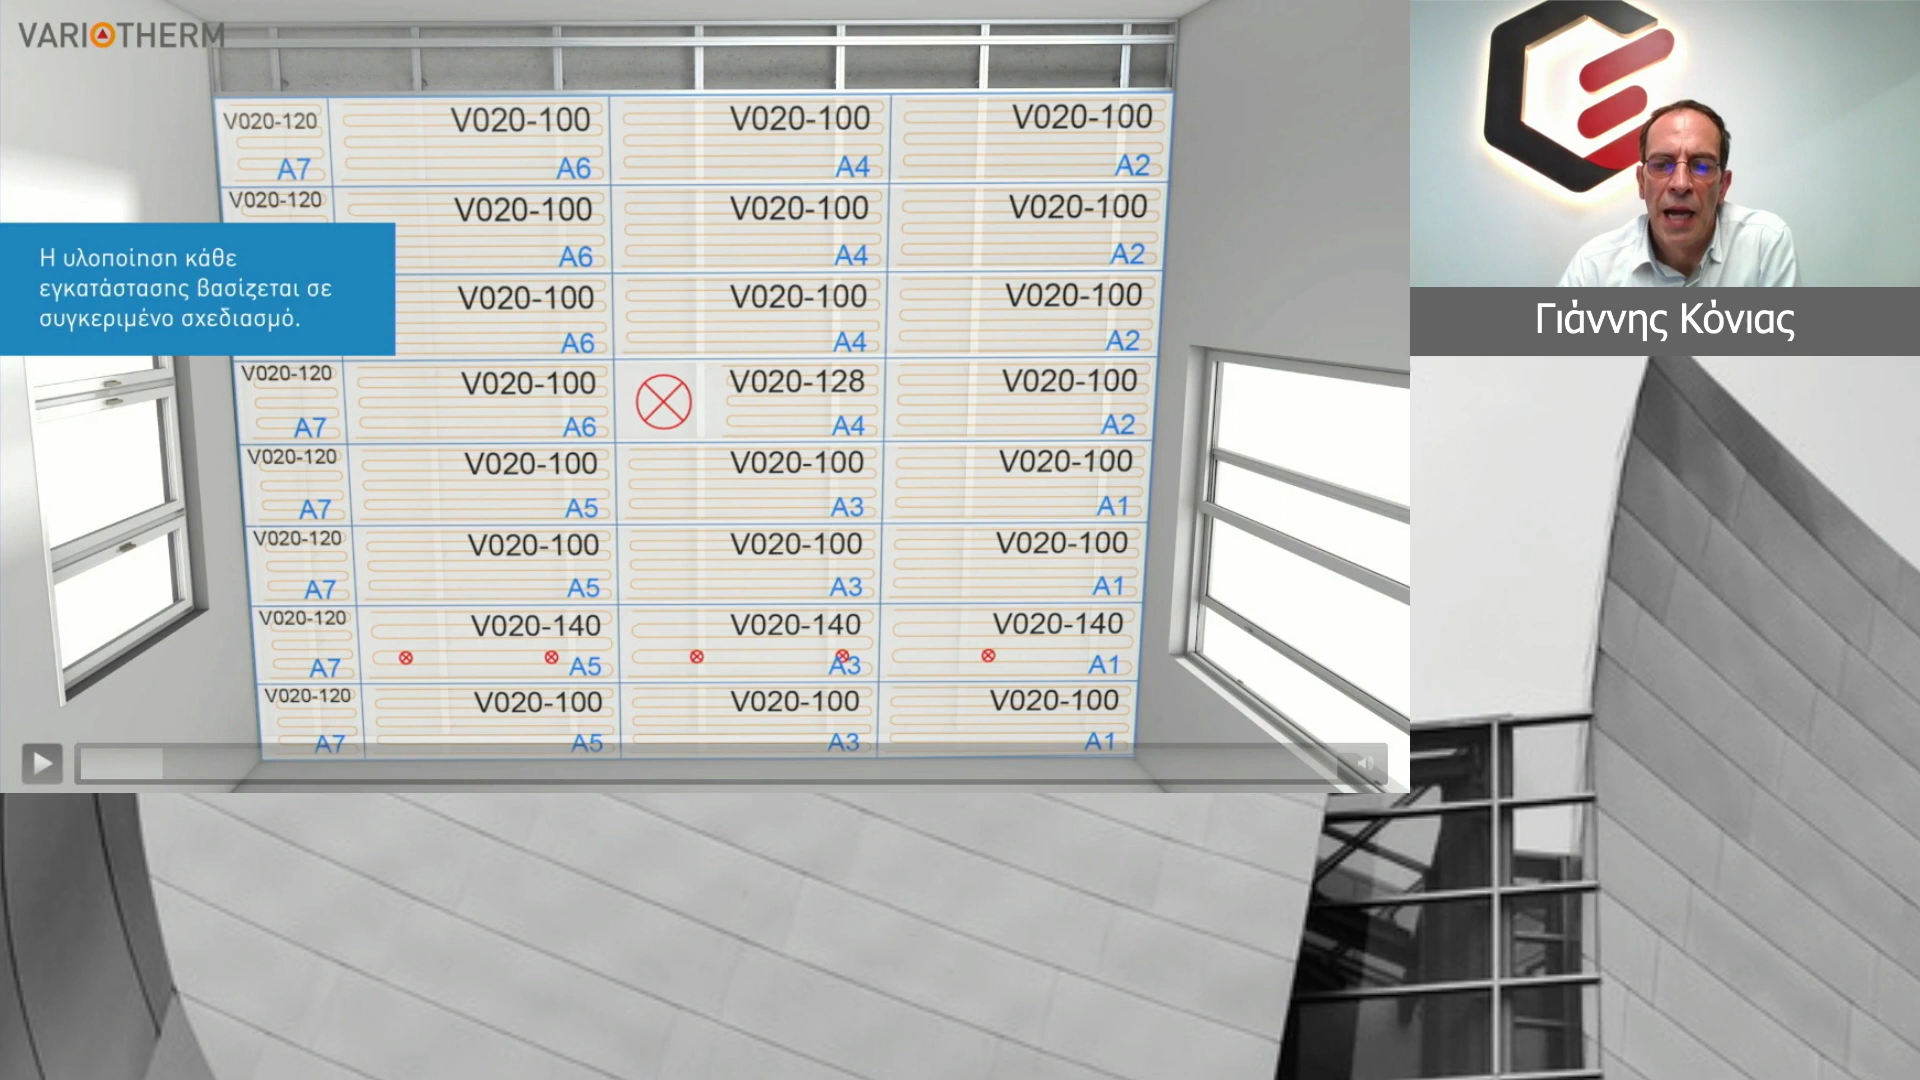 VARIOTHERM
V020-120 V020-100 V020-100 V020-100
A7 A6 A4 A2
V020-120 V020-100 V020-100 V020-100
A6 A4 A2
V020-100 V020-100 V020-100
A6 A4 A2
V020-120 V020-100 V020-128 V020-100
A7 A6 A4 A2
V020-120 V020-100 V020-100 V020-100
A7 A5 A3 A1
V020-120 V020-100 V020-100 V020-100
A7 A5 A3 A1
V020-120 V020-140 V020-140 V020-140
A7 A5 A3 A1
V020-120 V020-100 V020-100 V020-100
A7 A5 A3 A1
Η υλοποίηση κάθε
εγκατάστασης βασίζεται σε
συγκεριμένο σχεδιασμό.
Γιάννης Κόνιας